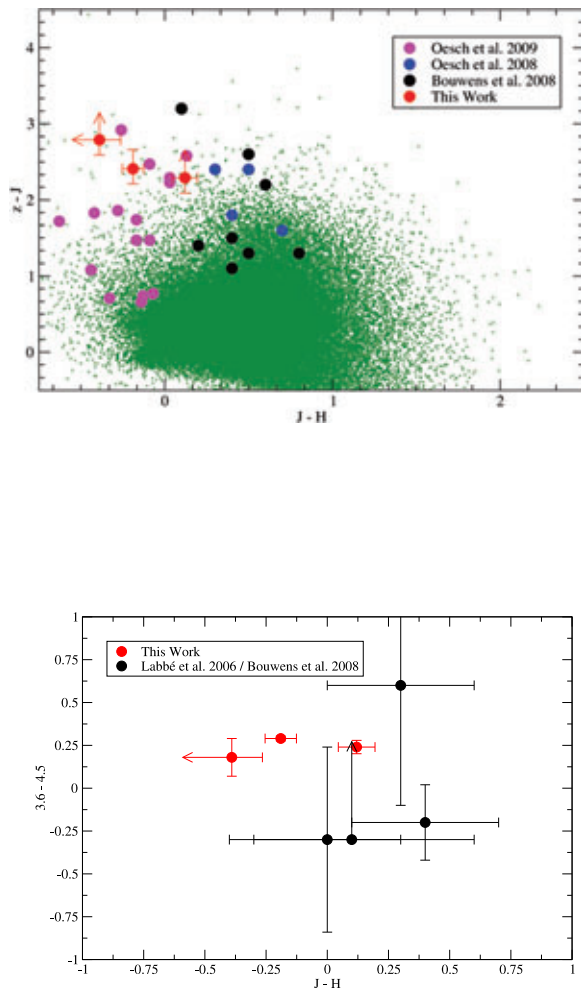 4
3
2
1
0
z - J
Oesch et al. 2009
Oesch et al. 2008
Bouwens et al. 2008
This Work
0 1 2
J - H
1
0.75
0.5
0.25
0
-0.25
-0.5
-0.75
-1
3.6 - 4.5
This Work
Labbé et al. 2006 / Bouwens et al. 2008
-1 -0.75 -0.5 -0.25 0 0.25 0.5 0.75 1
J - H